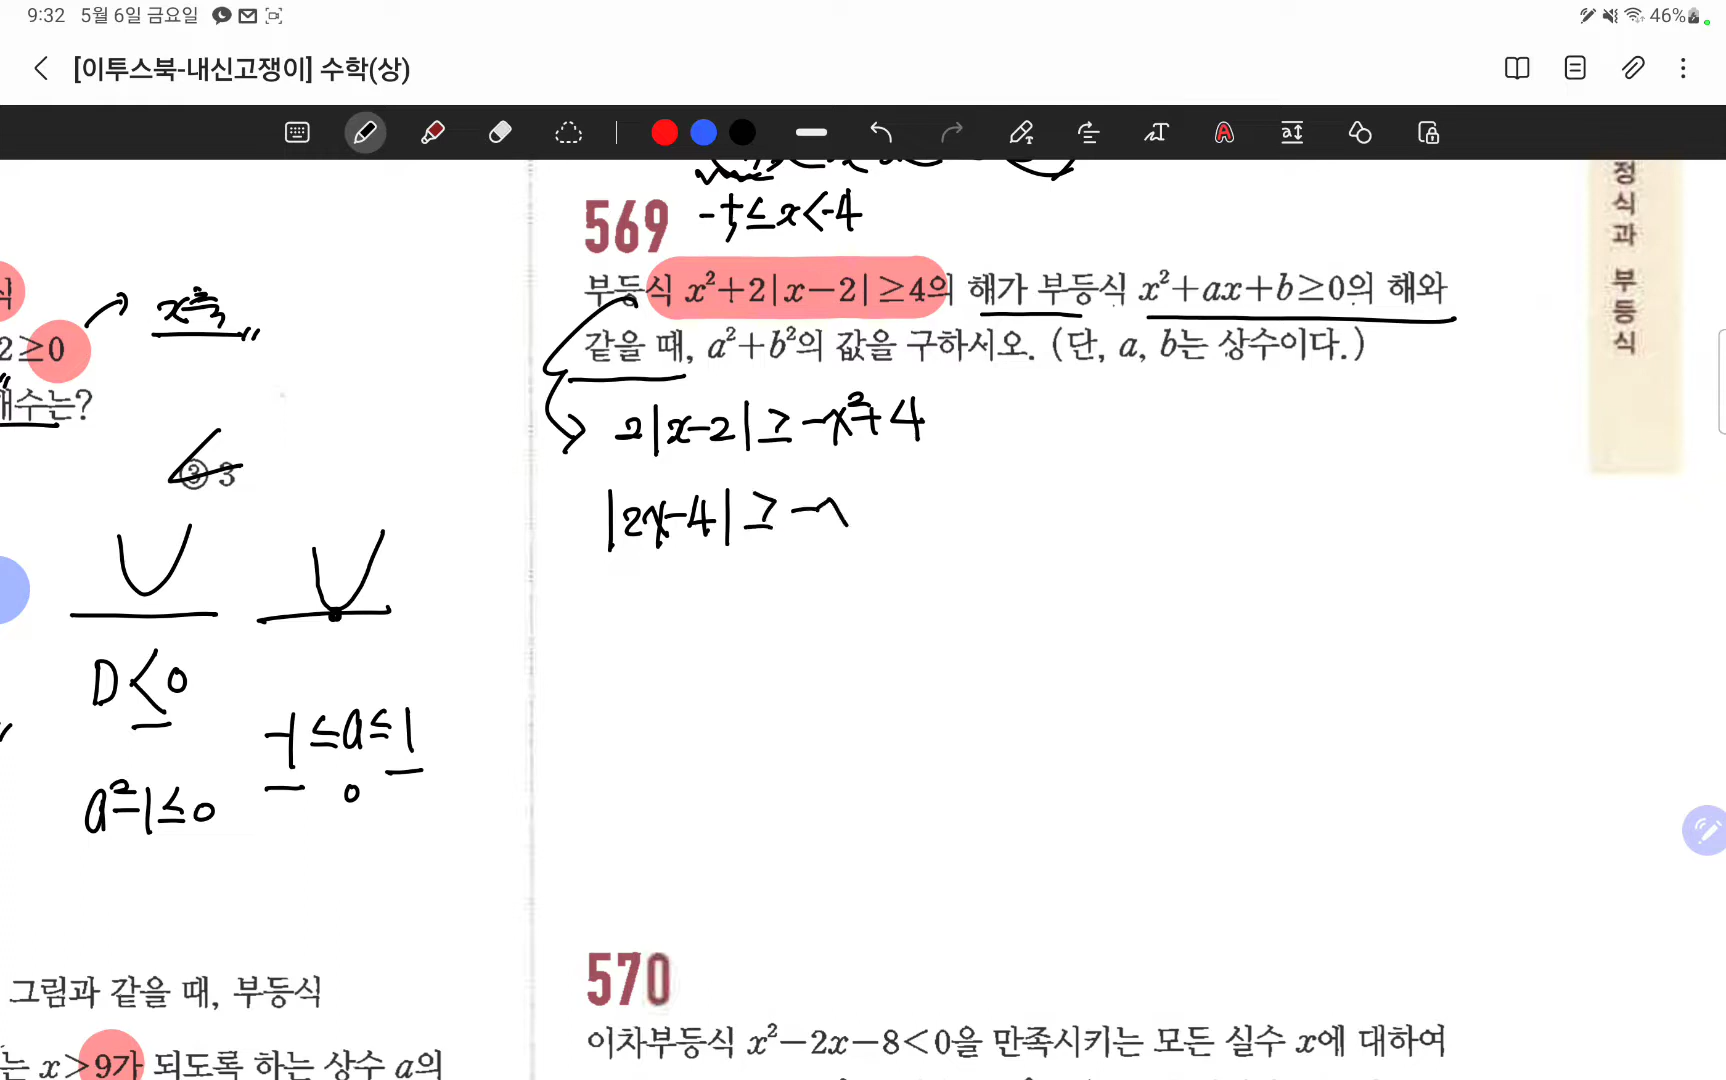 9:32 5월 6일 금요일
46%
[이투스북-내신고쟁이] 수학(상)
식
2≥0
개수는?
③ 3
D<0
a²-1≤0
-1≤a≤1
0
그림과 같을 때, 부등식
는 x>9가 되도록 하는 상수 a의
≤x<-4
569
부등식 x²+2|x-2|≥4의 해가 부등식 x²+ax+b≥0의 해와
같을 때, a²+b²의 값을 구하시오. (단, a, b는 상수이다.)
2|x-2|≥-x²+4
|2x-4|≥-
570
이차부등식 x²-2x-8<0을 만족시키는 모든 실수 x에 대하여
정식과 부등식